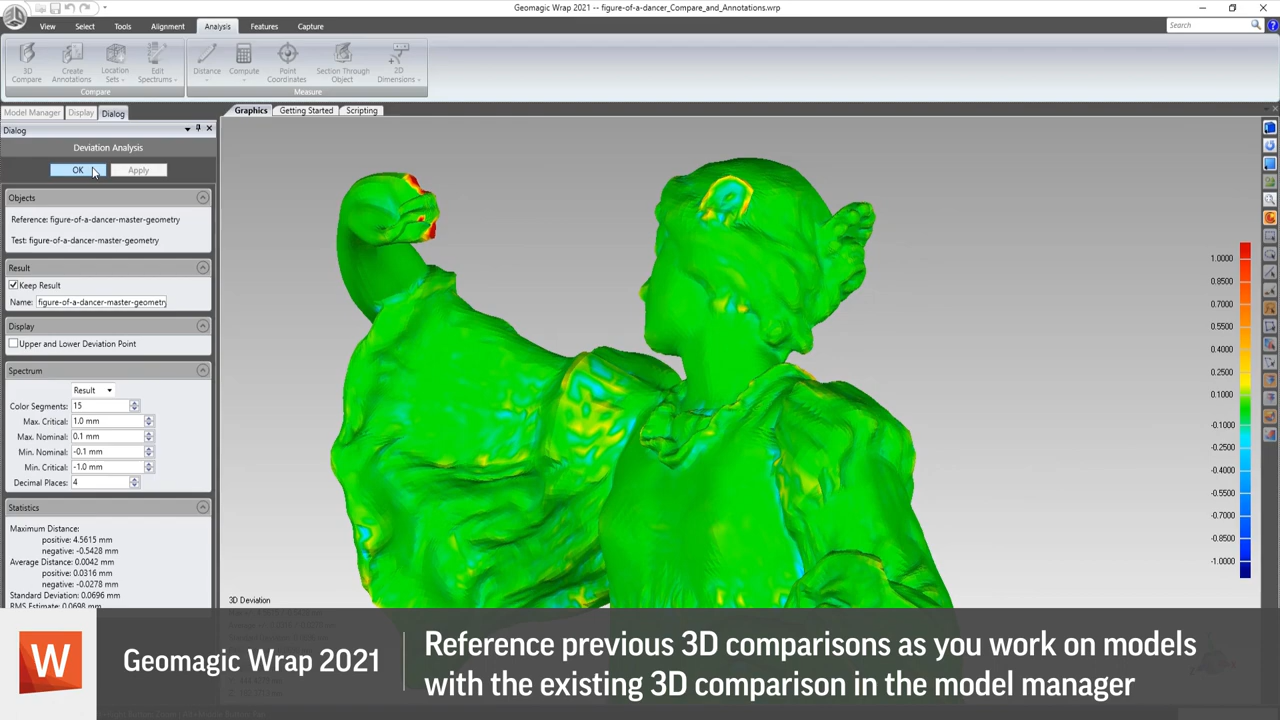 Geomagic Wrap 2021 -- figure-of-a-dancer_Compare_and_Annotations.wrp
View Select Tools Alignment Analysis Features Capture
Search
3D Compare
Create Annotations
Location Sets
Edit Spectrums
Distance
Compute
Point Coordinates
Section Through Object
2D Dimensions
Compare
Measure
Model Manager Display Dialog
Graphics Getting Started Scripting
Dialog
Deviation Analysis
OK Apply
Objects
Reference: figure-of-a-dancer-master-geometry
Test: figure-of-a-dancer-master-geometry
Result
Keep Result
Name: figure-of-a-dancer-master-geometry
Display
Upper and Lower Deviation Point
Spectrum
Result
Color Segments: 15
Max. Critical: 1.0 mm
Max. Nominal: 0.1 mm
Min. Nominal: -0.1 mm
Min. Critical: -1.0 mm
Decimal Places: 4
Statistics
Maximum Distance:
positive: 4.5615 mm
negative: -0.5428 mm
Average Distance: 0.0042 mm
positive: 0.0316 mm
negative: -0.0278 mm
Standard Deviation: 0.0696 mm
RMS Estimate: 0.0698 mm
1.0000
0.8500
0.7000
0.5500
0.4000
0.2500
0.1000
-0.1000
-0.2500
-0.4000
-0.5500
-0.7000
-0.8500
-1.0000
3D Deviation
W
Geomagic Wrap 2021
Reference previous 3D comparisons as you work on models
with the existing 3D comparison in the model manager